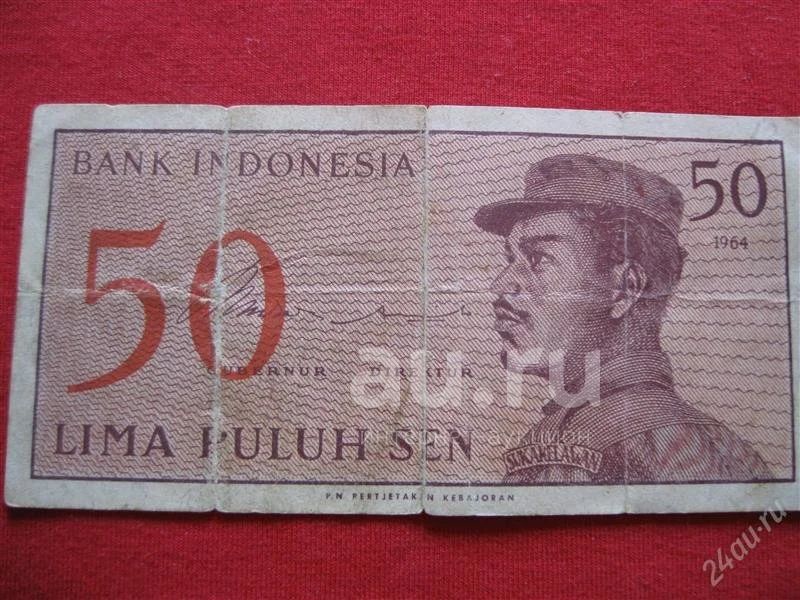 BANK INDONESIA
50
1964
50
GUBERNUR DIREKTUR
au.ru
LIMA PULUH SEN
SUKARELAWAN
P.N. PERTJETAKAN KEBAJORAN
24au.ru